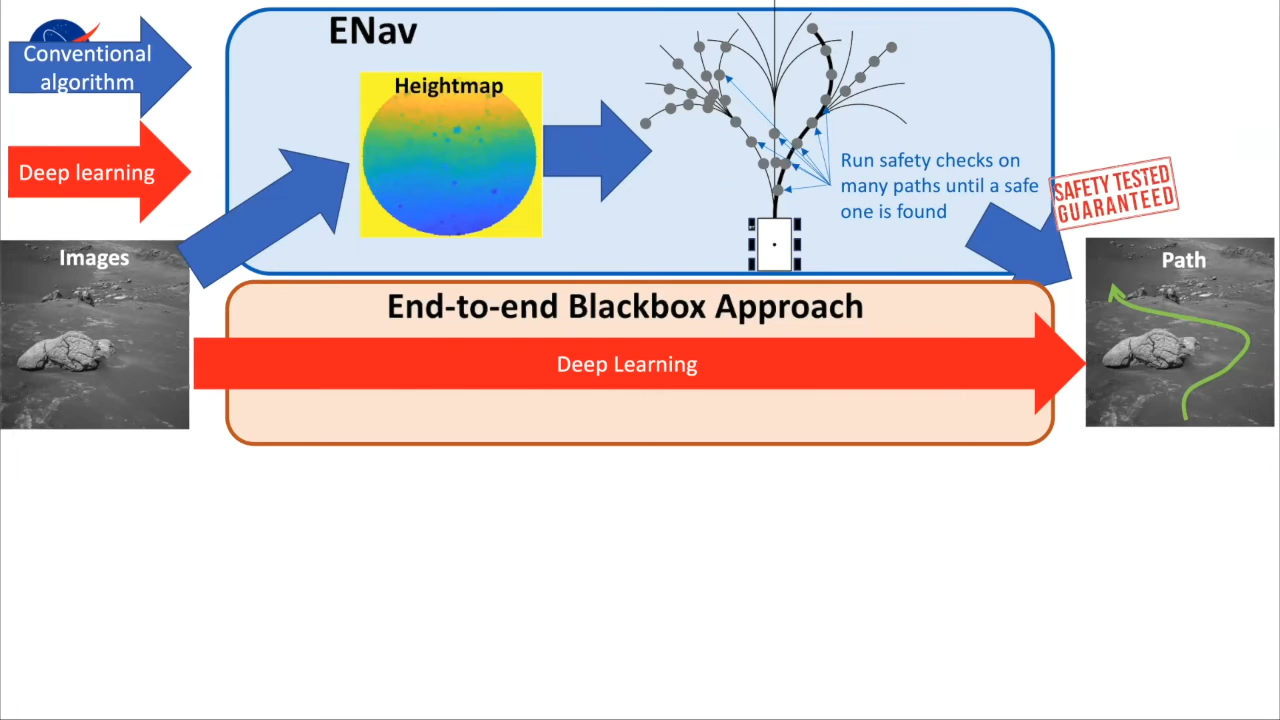 ENav
Conventional
algorithm
Heightmap
Deep learning
Run safety checks on
many paths until a safe
one is found
SAFETY TESTED
GUARANTEED
Images
Path
End-to-end Blackbox Approach
Deep Learning